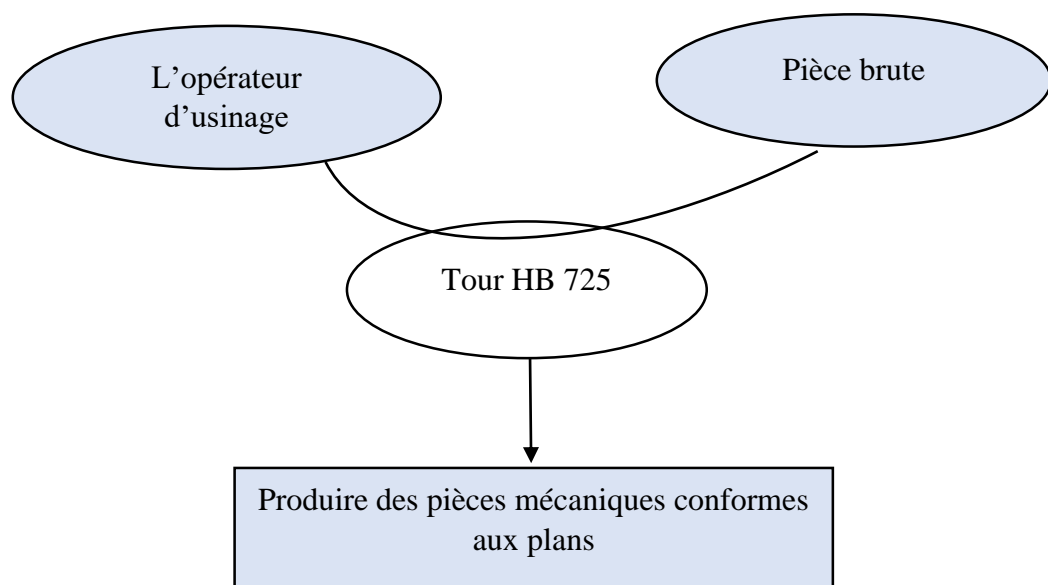 L’opérateur
d’usinage
Pièce brute
Tour HB 725
Produire des pièces mécaniques conformes
aux plans